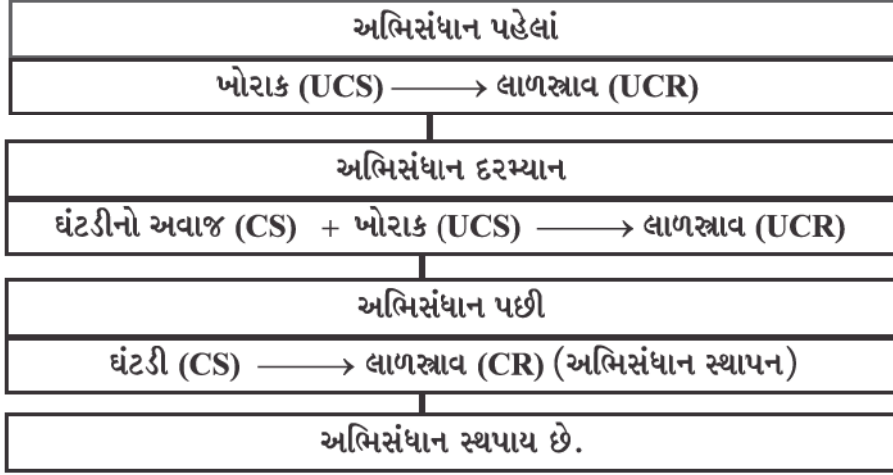 અભિસંધાન પહેલાં
ખોરાક (UCS) ⟶ લાળસ્ત્રાવ (UCR)
અભિસંધાન દરમ્યાન
ઘંટડીનો અવાજ (CS) + ખોરાક (UCS) ⟶ લાળસ્ત્રાવ (UCR)
અભિસંધાન પછી
ઘંટડી (CS) ⟶ લાળસ્ત્રાવ (CR) (અભિસંધાન સ્થાપન)
અભિસંધાન સ્થપાય છે.